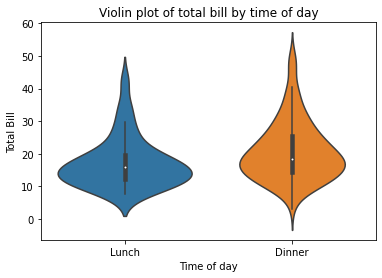 Violin plot of total bill by time of day
60
50
40
30
20
10
0
Total Bill
Lunch
Dinner
Time of day